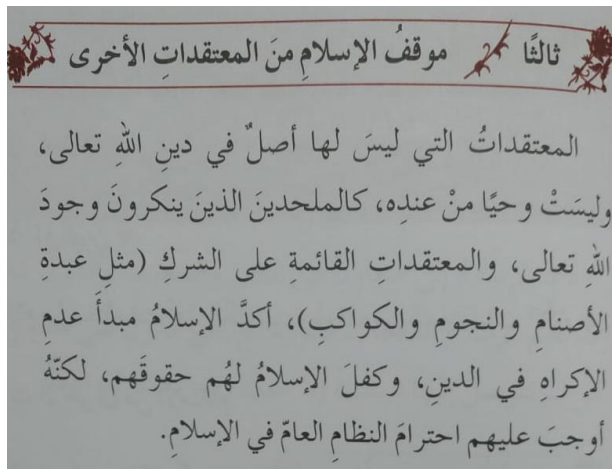 ثالثًا موقفُ الإسلامِ منَ المعتقداتِ الأخرى
المعتقداتُ التي ليسَ لها أصلٌ في دينِ اللهِ تعالى،
وليسَتْ وحيًا منْ عندِه، كالملحدينَ الذينَ ينكرونَ وجودَ
اللهِ تعالى، والمعتقداتِ القائمةِ على الشركِ (مثلِ عبدةِ
الأصنامِ والنجومِ والكواكبِ)، أكدَّ الإسلامُ مبدأَ عدمِ
الإكراهِ في الدينِ، وكفلَ الإسلامُ لهُم حقوقَهم، لكنّهُ
أوجبَ عليهم احترامَ النظامِ العامّ في الإسلامِ.